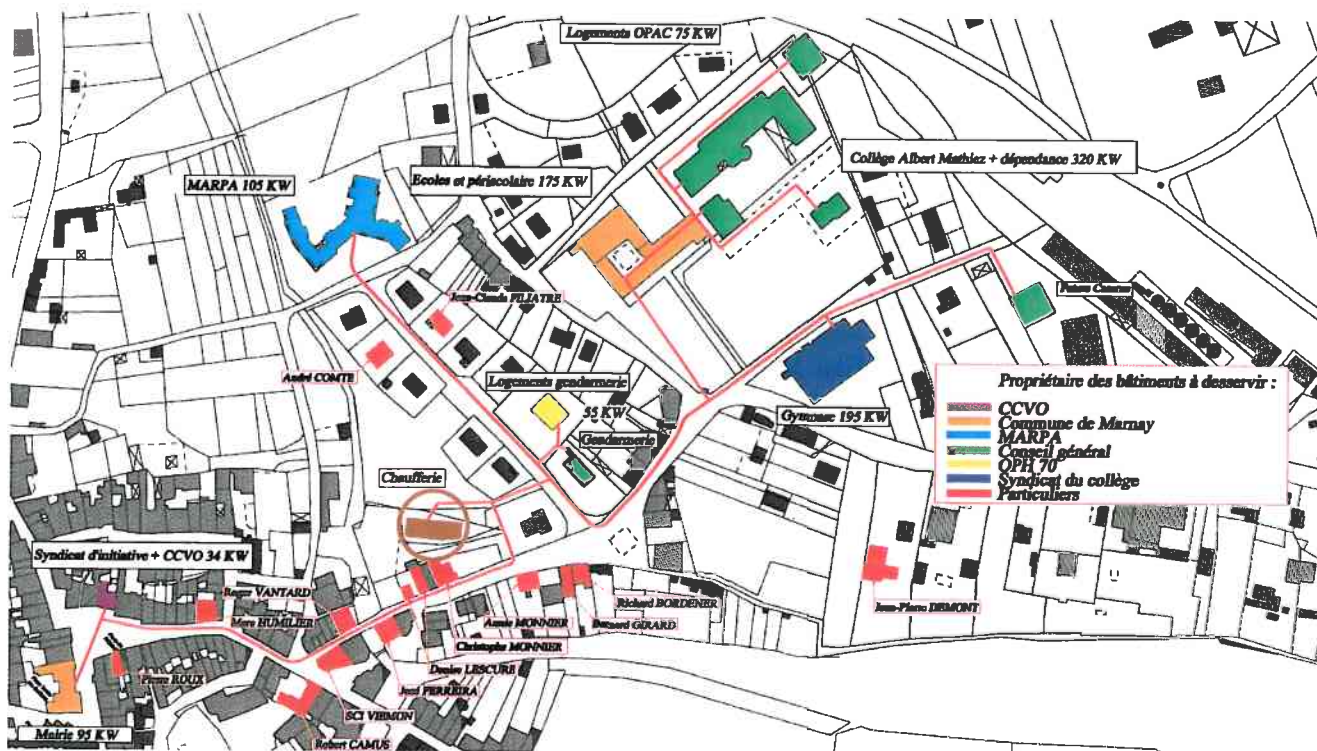 Logements OPAC 75 KW
Collège Albert Mathiez + dépendance 320 KW
Ecoles et périscolaire 175 KW
MARPA 105 KW
Jean-Claude FILIATRE
André COMTE
Logements gendarmerie
55 KW
Gendarmerie
Gymnase 195 KW
Chaufferie
Propriétaire des bâtiments à desservir :
CCVO
Commune de Marnay
MARPA
Conseil général
OPH 70
Syndicat du collège
Particuliers
Syndicat d'initiative + CCVO 34 KW
Roger VANTARD
Marc HUMILIER
Richard BORDENER
Annie MONNIER
Bernard GIRARD
Jean-Pierre DEMONT
Christophe MONNIER
Denise LESCURE
Pierre ROUX
José FERREIRA
SCI VIEMON
Mairie 95 KW
Robert CAMUS